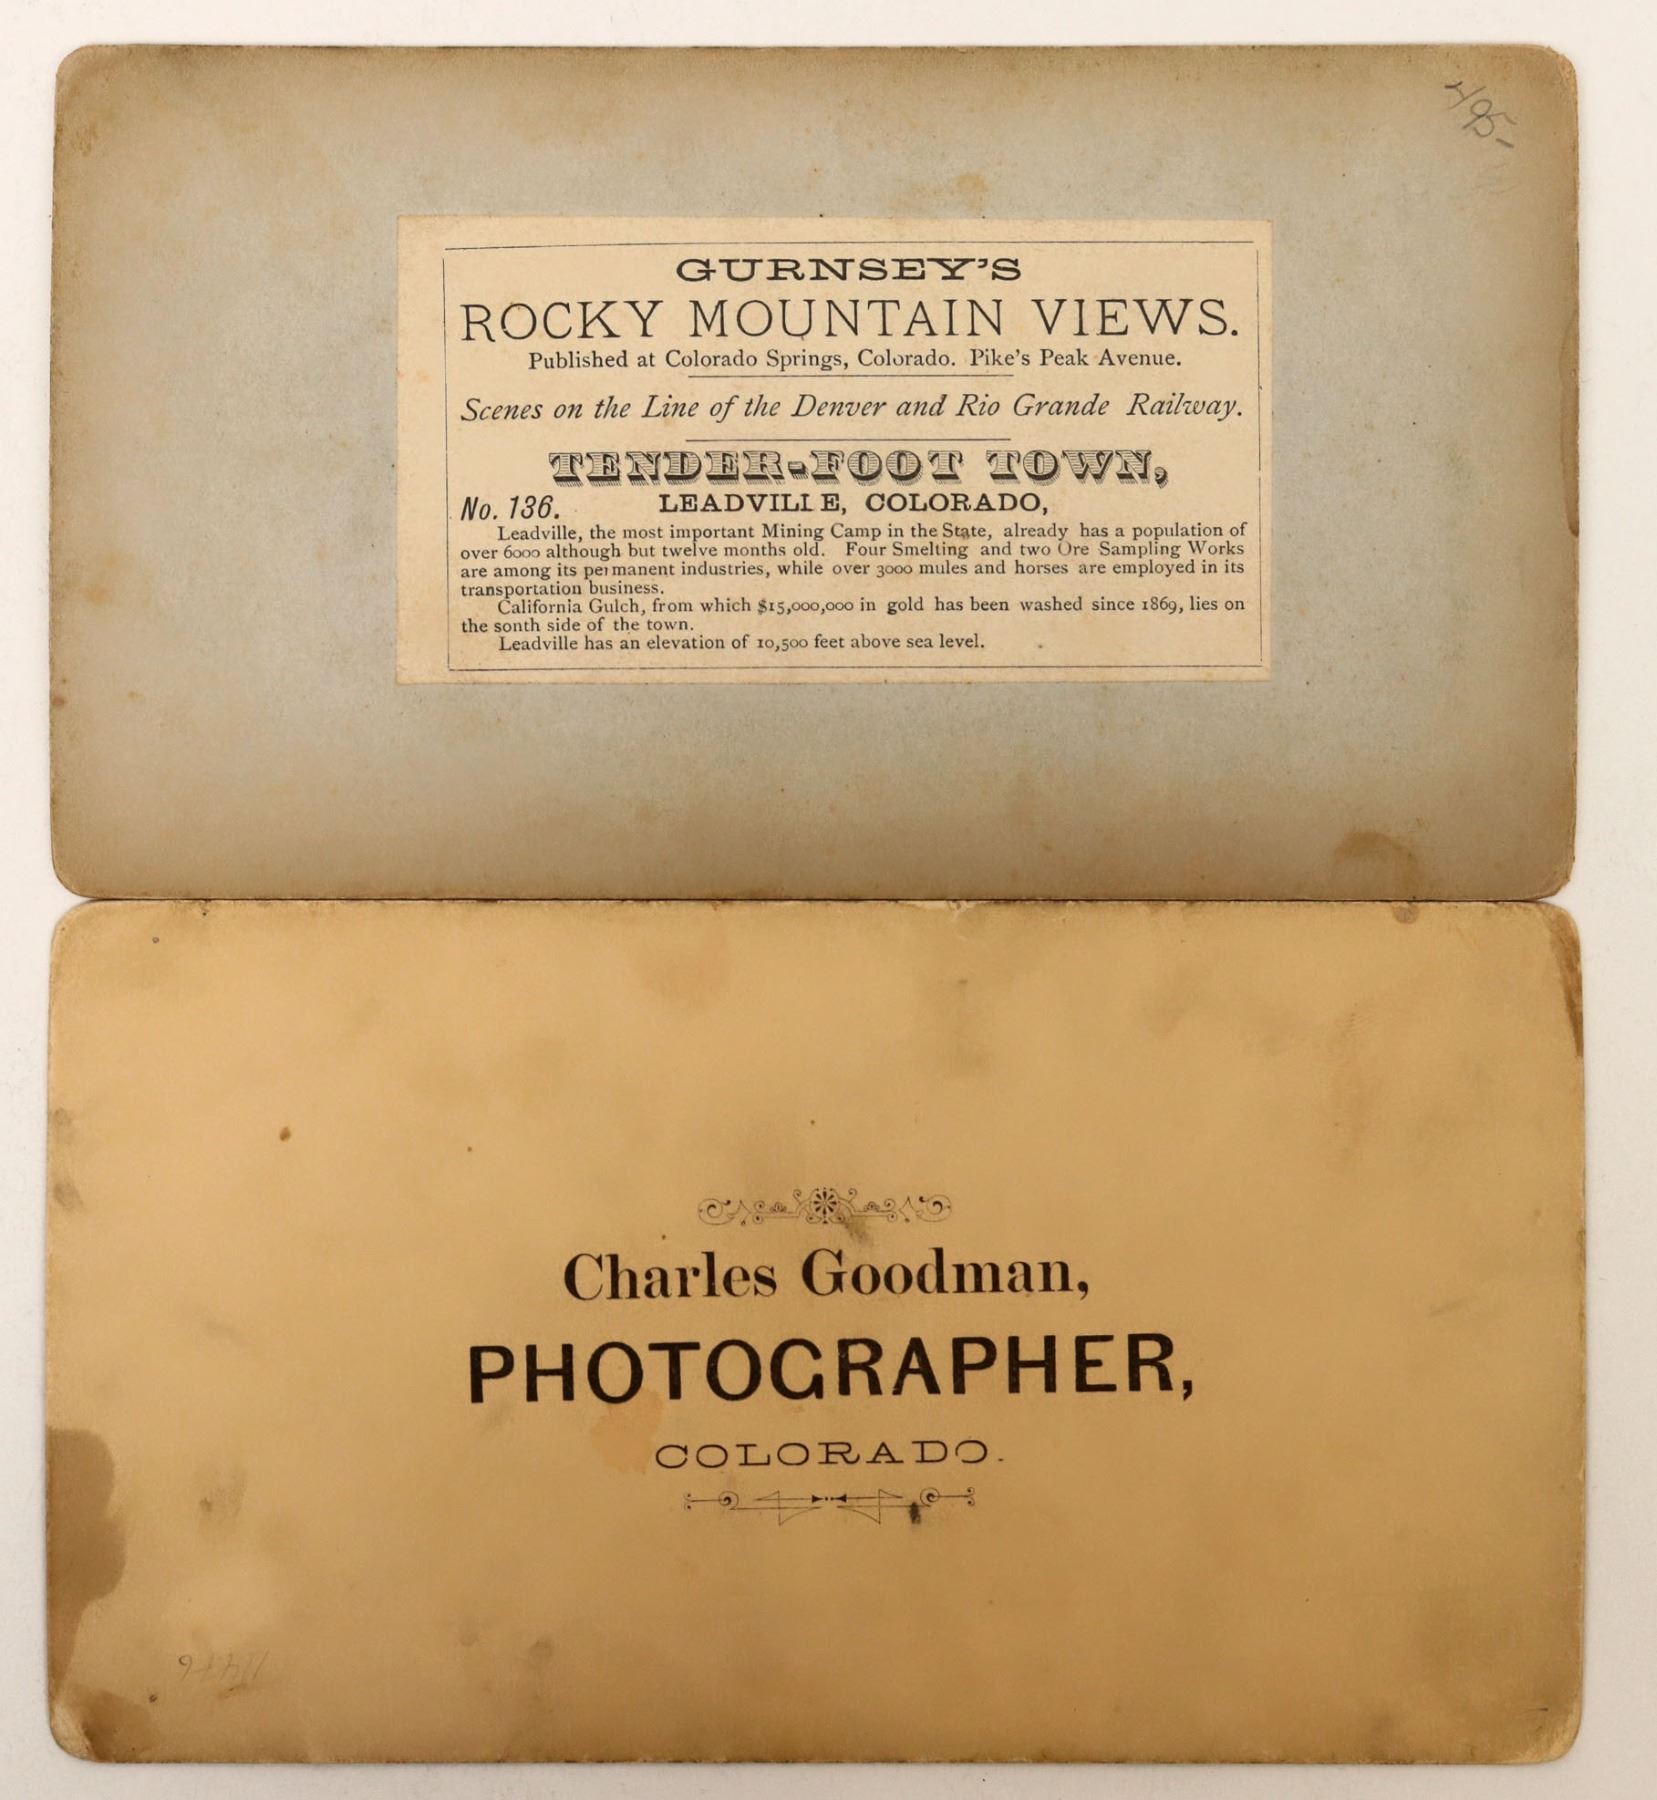 495-
GURNSEY'S
ROCKY MOUNTAIN VIEWS.
Published at Colorado Springs, Colorado. Pike's Peak Avenue.
Scenes on the Line of the Denver and Rio Grande Railway.
TENDER-FOOT TOWN,
No. 136. LEADVILLE, COLORADO,
Leadville, the most important Mining Camp in the State, already has a population of
over 6000 although but twelve months old. Four Smelting and two Ore Sampling Works
are among its permanent industries, while over 3000 mules and horses are employed in its
transportation business.
California Gulch, from which $15,000,000 in gold has been washed since 1869, lies on
the sonth side of the town.
Leadville has an elevation of 10,500 feet above sea level.
Charles Goodman,
PHOTOGRAPHER,
COLORADO.